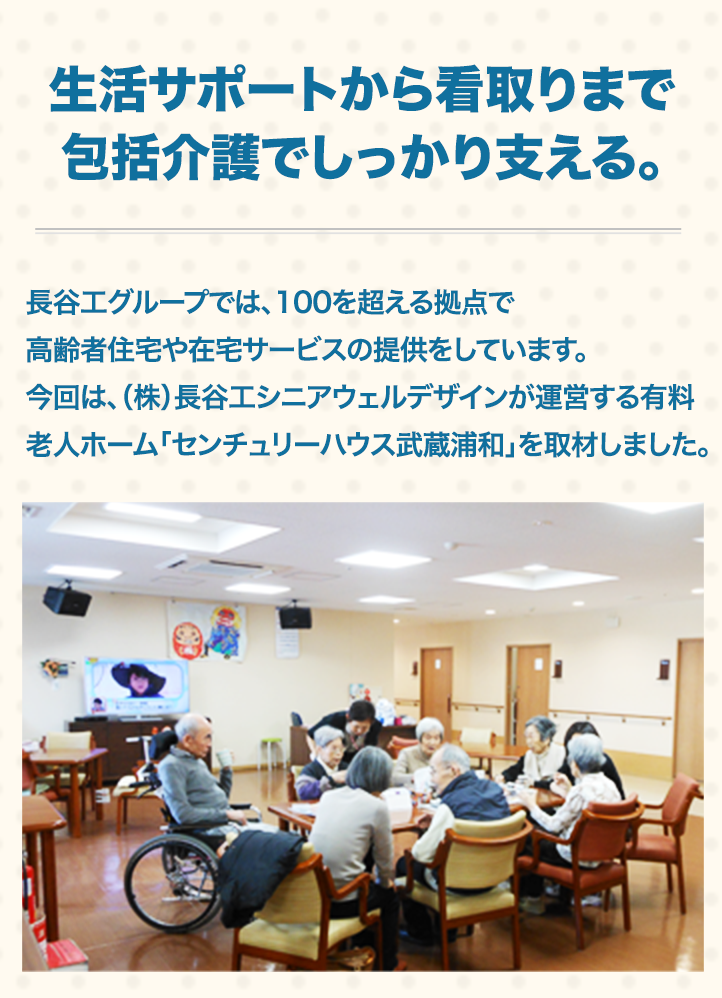 生活サポートから看取りまで
包括介護でしっかり支える。
長谷工グループでは、100を超える拠点で
高齢者住宅や在宅サービスの提供をしています。
今回は、（株）長谷工シニアウェルデザインが運営する有料
老人ホーム「センチュリーハウス武蔵浦和」を取材しました。